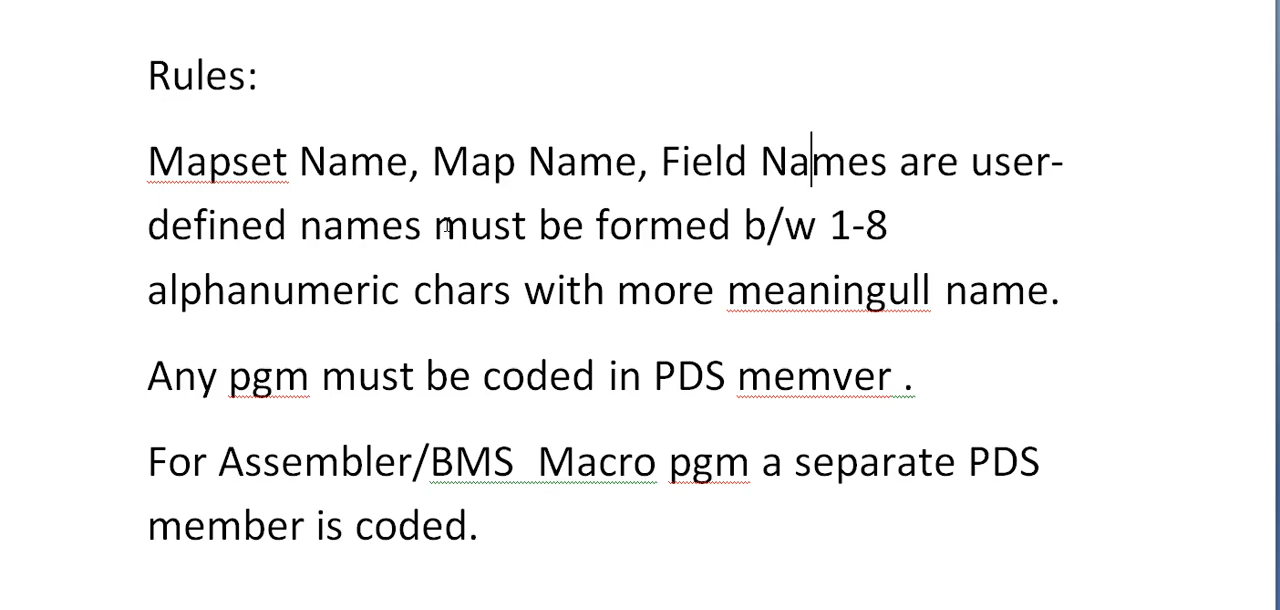 Rules:
Mapset Name, Map Name, Field Names are user-
defined names must be formed b/w 1-8
alphanumeric chars with more meaningull name.
Any pgm must be coded in PDS memver .
For Assembler/BMS  Macro pgm a separate PDS
member is coded.